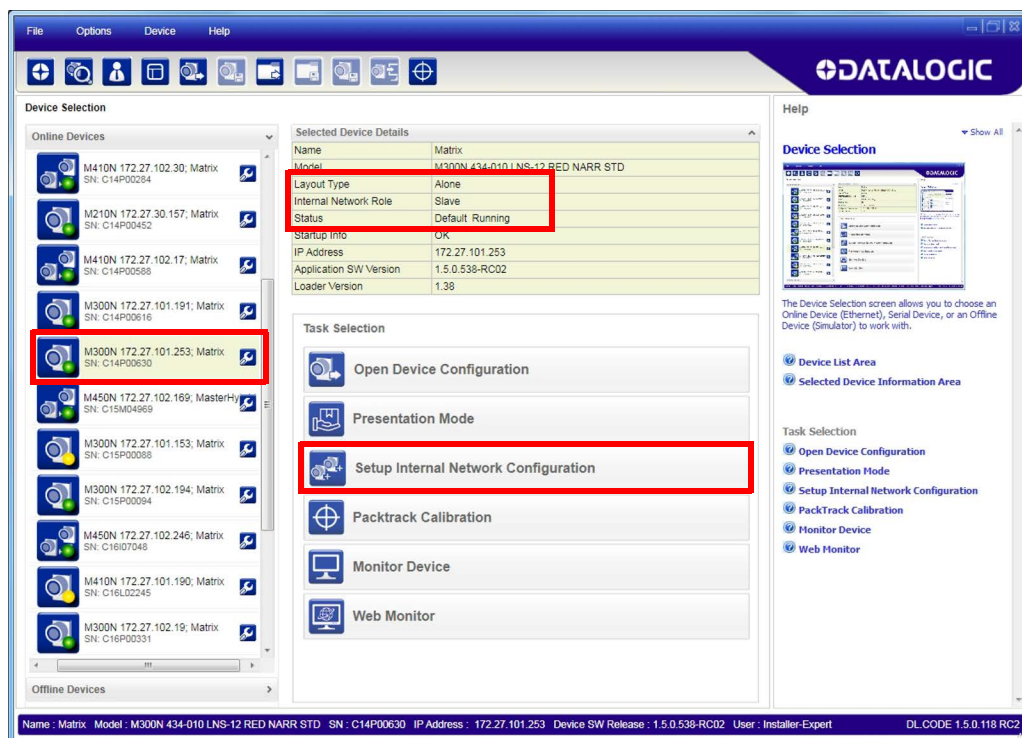 File Options Device Help
DATALOGIC
Device Selection
Online Devices
M410N 172.27.102.30; Matrix
SN: C14P00284
M210N 172.27.30.157; Matrix
SN: C14P00452
M410N 172.27.102.17; Matrix
SN: C14P00588
M300N 172.27.101.191; Matrix
SN: C14P00616
M300N 172.27.101.253; Matrix
SN: C14P00630
M450N 172.27.102.169; MasterHy
SN: C15M04969
M300N 172.27.101.153; Matrix
SN: C15P00088
M300N 172.27.102.194; Matrix
SN: C15P00094
M450N 172.27.102.246; Matrix
SN: C16I07048
M410N 172.27.101.190; Matrix
SN: C16L02245
M300N 172.27.102.19; Matrix
SN: C16P00331
Offline Devices
Selected Device Details
Name Matrix
Model M300N 434-010 LNS-12 RED NARR STD
Layout Type Alone
Internal Network Role Slave
Status Default Running
Startup Info OK
IP Address 172.27.101.253
Application SW Version 1.5.0.538-RC02
Loader Version 1.38
Task Selection
Open Device Configuration
Presentation Mode
Setup Internal Network Configuration
Packtrack Calibration
Monitor Device
Web Monitor
Help
Show All
Device Selection
The Device Selection screen allows you to choose an
Online Device (Ethernet), Serial Device, or an Offline
Device (Simulator) to work with.
Device List Area
Selected Device Information Area
Task Selection
Open Device Configuration
Presentation Mode
Setup Internal Network Configuration
PackTrack Calibration
Monitor Device
Web Monitor
Name : Matrix Model : M300N 434-010 LNS-12 RED NARR STD SN : C14P00630 IP Address : 172.27.101.253 Device SW Release : 1.5.0.538-RC02 User : Installer-Expert DL.CODE 1.5.0.118 RC2